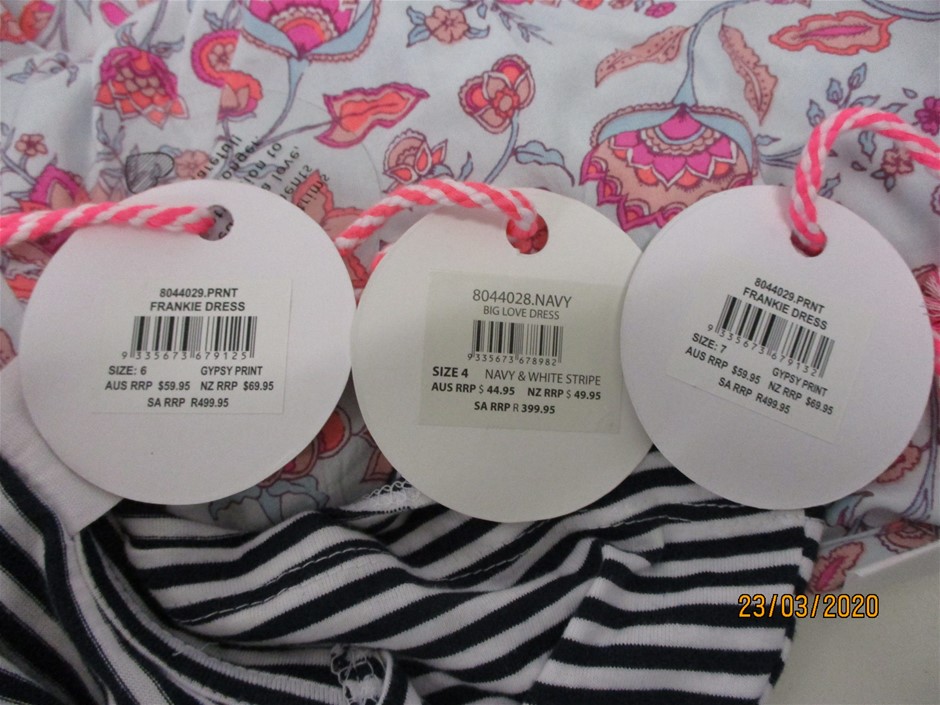 8044029.PRNT
FRANKIE DRESS
9 335673 679125
SIZE: 6 GYPSY PRINT
AUS RRP $59.95 NZ RRP $69.95
SA RRP R499.95
8044028.NAVY
BIG LOVE DRESS
9 335673 678982
SIZE 4 NAVY & WHITE STRIPE
AUS RRP $ 44.95 NZ RRP $ 49.95
SA RRP R 399.95
8044029.PRNT
FRANKIE DRESS
9 335673 679132
SIZE: 7 GYPSY PRINT
AUS RRP $59.95 NZ RRP $69.95
SA RRP R499.95
23/03/2020